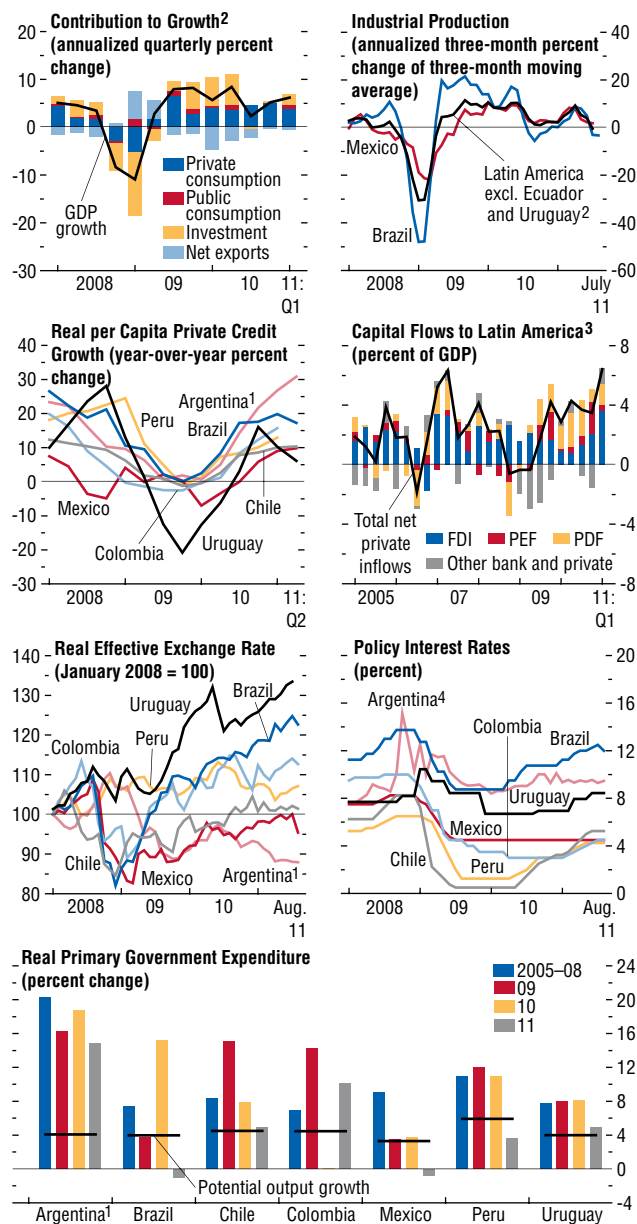 Contribution to Growth²
(annualized quarterly percent
change)
20
10
0
-10
-20
-30
GDP
growth
Private
consumption
Public
consumption
Investment
Net exports
2008
09
10
11:
Q1
Industrial Production
(annualized three-month percent
change of three-month moving
average)
40
20
0
-20
-40
-60
Mexico
Brazil
Latin America
excl. Ecuador
and Uruguay²
2008
09
10
July
11
Real per Capita Private Credit
Growth (year-over-year percent
change)
40
30
20
10
0
-10
-20
-30
Argentina¹
Peru
Brazil
Mexico
Colombia
Uruguay
Chile
2008
09
10
11:
Q2
Capital Flows to Latin America³
(percent of GDP)
8
4
0
-4
-8
Total net
private
inflows
FDI
PEF
PDF
Other bank and private
2005
07
09
11:
Q1
Real Effective Exchange Rate
(January 2008 = 100)
140
130
120
110
100
90
80
Colombia
Uruguay
Peru
Brazil
Chile
Mexico
Argentina¹
2008
09
10
Aug.
11
Policy Interest Rates
(percent)
20
16
12
8
4
0
Argentina⁴
Colombia
Brazil
Uruguay
Mexico
Chile
Peru
2008
09
10
Aug.
11
Real Primary Government Expenditure
(percent change)
24
20
16
12
8
4
0
-4
2005–08
09
10
11
Potential output growth
Argentina¹
Brazil
Chile
Colombia
Mexico
Peru
Uruguay